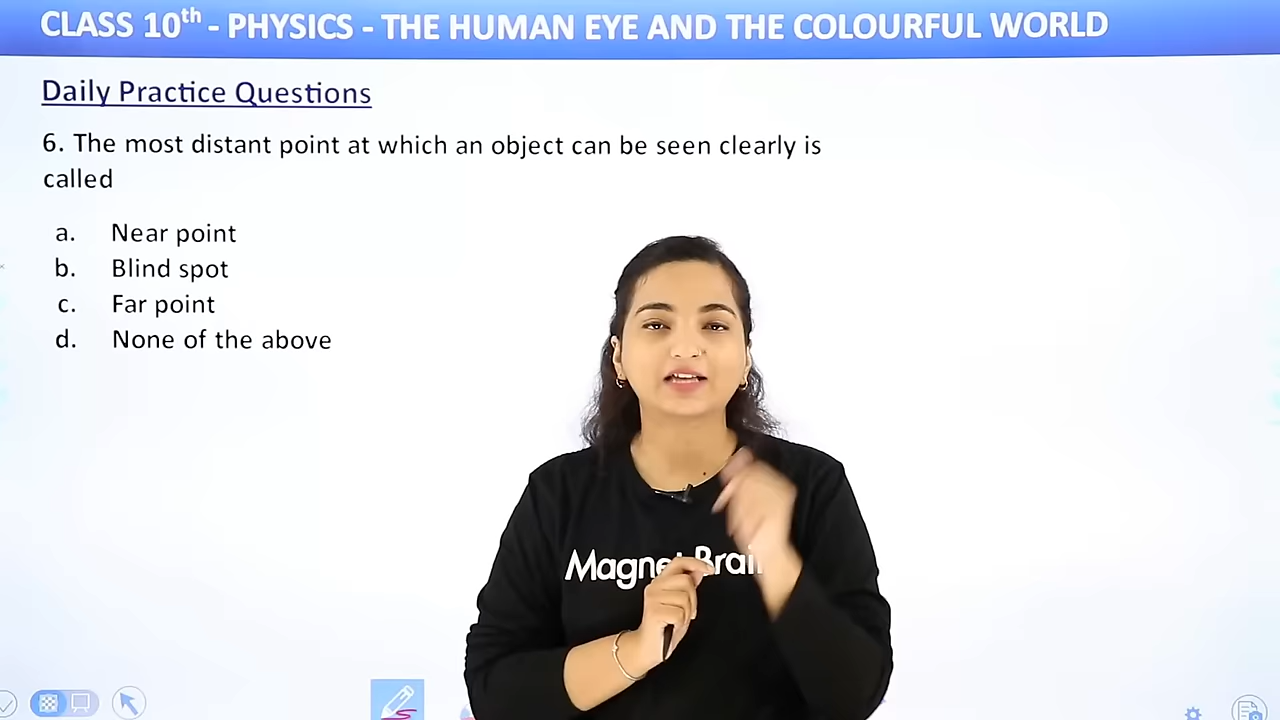 CLASS 10th - PHYSICS - THE HUMAN EYE AND THE COLOURFUL WORLD
Daily Practice Questions
6. The most distant point at which an object can be seen clearly is
called
a. Near point
b. Blind spot
c. Far point
d. None of the above
Magnet Brai